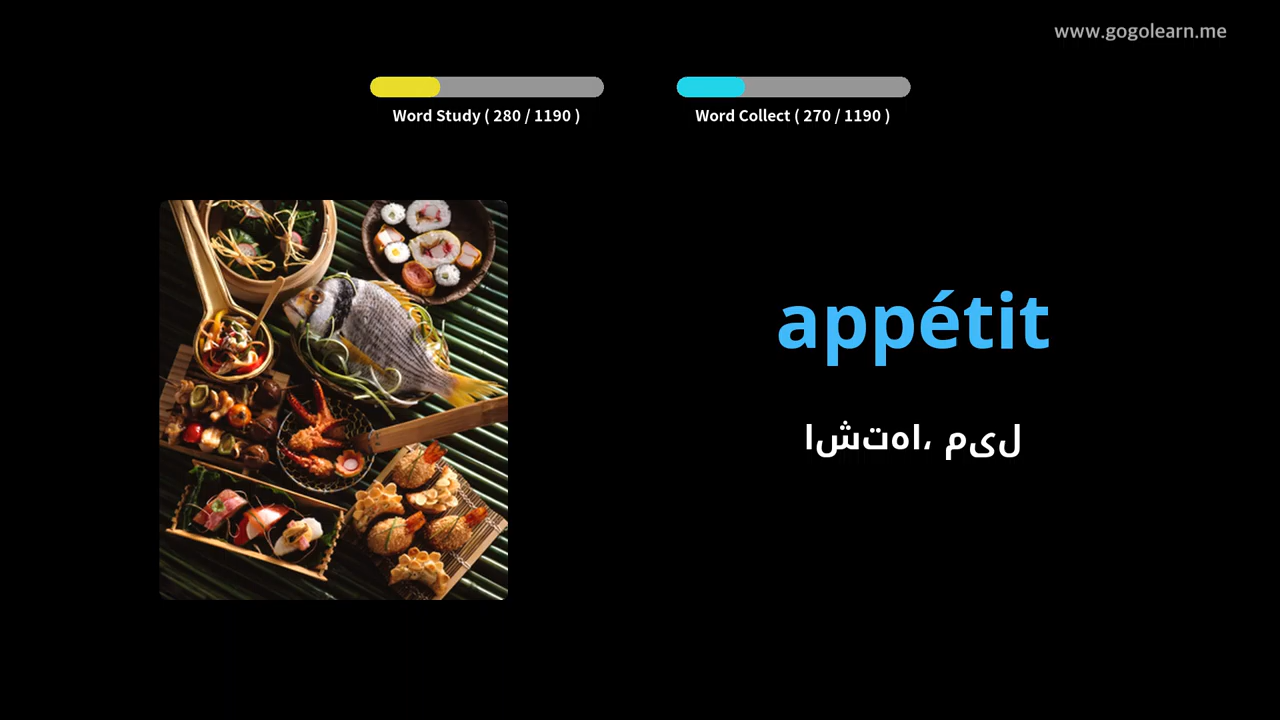 www.gogolearn.me
Word Study ( 280 / 1190 )
Word Collect ( 270 / 1190 )
appétit
اشتها، میل